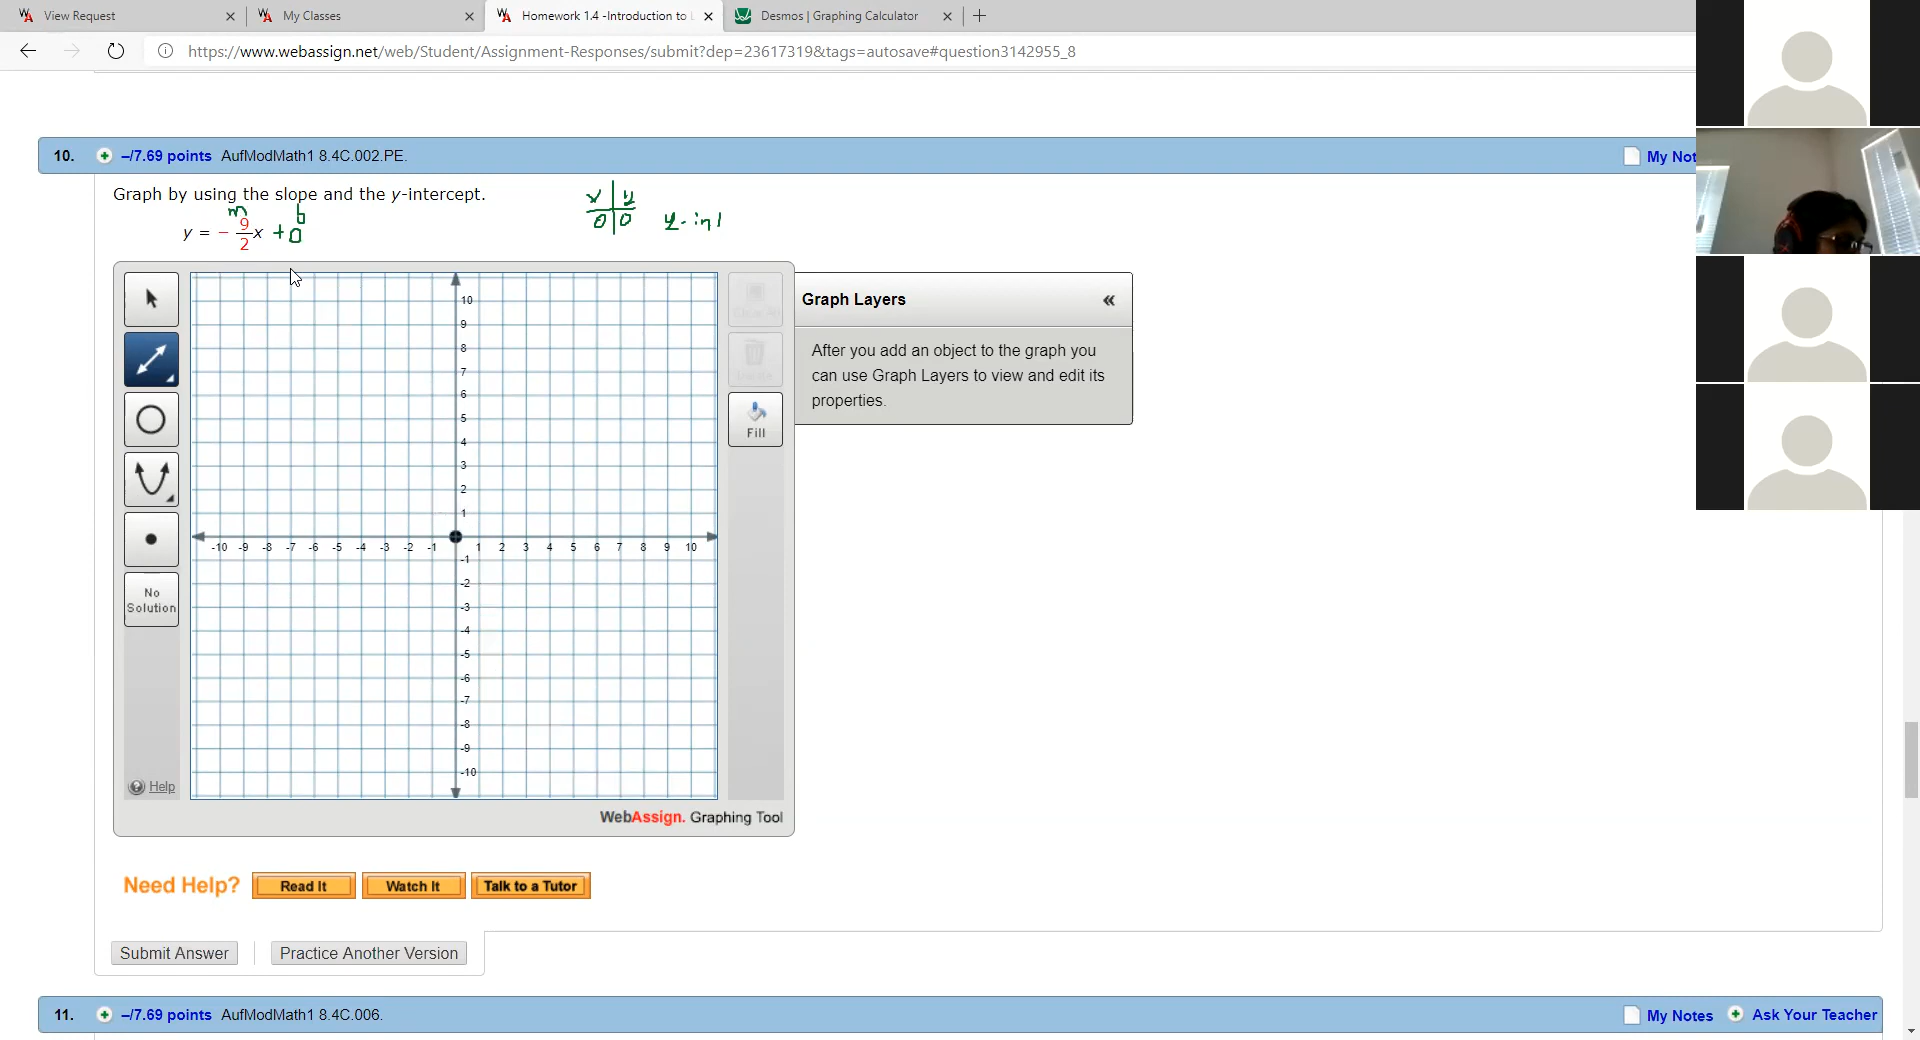 View Request
My Classes
Homework 1.4 -Introduction to L
Desmos | Graphing Calculator
https://www.webassign.net/web/Student/Assignment-Responses/submit?dep=23617319&tags=autosave#question3142955_8
10. –/7.69 points AufModMath1 8.4C.002.PE.
My Not
Graph by using the slope and the y-intercept.
m b
y = - 9/2 x + 0
x y
0 0 y-in
Clear All
Delete
Fill
Graph Layers «
After you add an object to the graph you
can use Graph Layers to view and edit its
properties.
10
9
8
7
6
5
4
3
2
1
-10 -9 -8 -7 -6 -5 -4 -3 -2 -1 1 2 3 4 5 6 7 8 9 10
-1
-2
-3
-4
-5
-6
-7
-8
-9
-10
No
Solution
Help
WebAssign. Graphing Tool
Need Help? Read It Watch It Talk to a Tutor
Submit Answer Practice Another Version
11. –/7.69 points AufModMath1 8.4C.006.
My Notes Ask Your Teacher